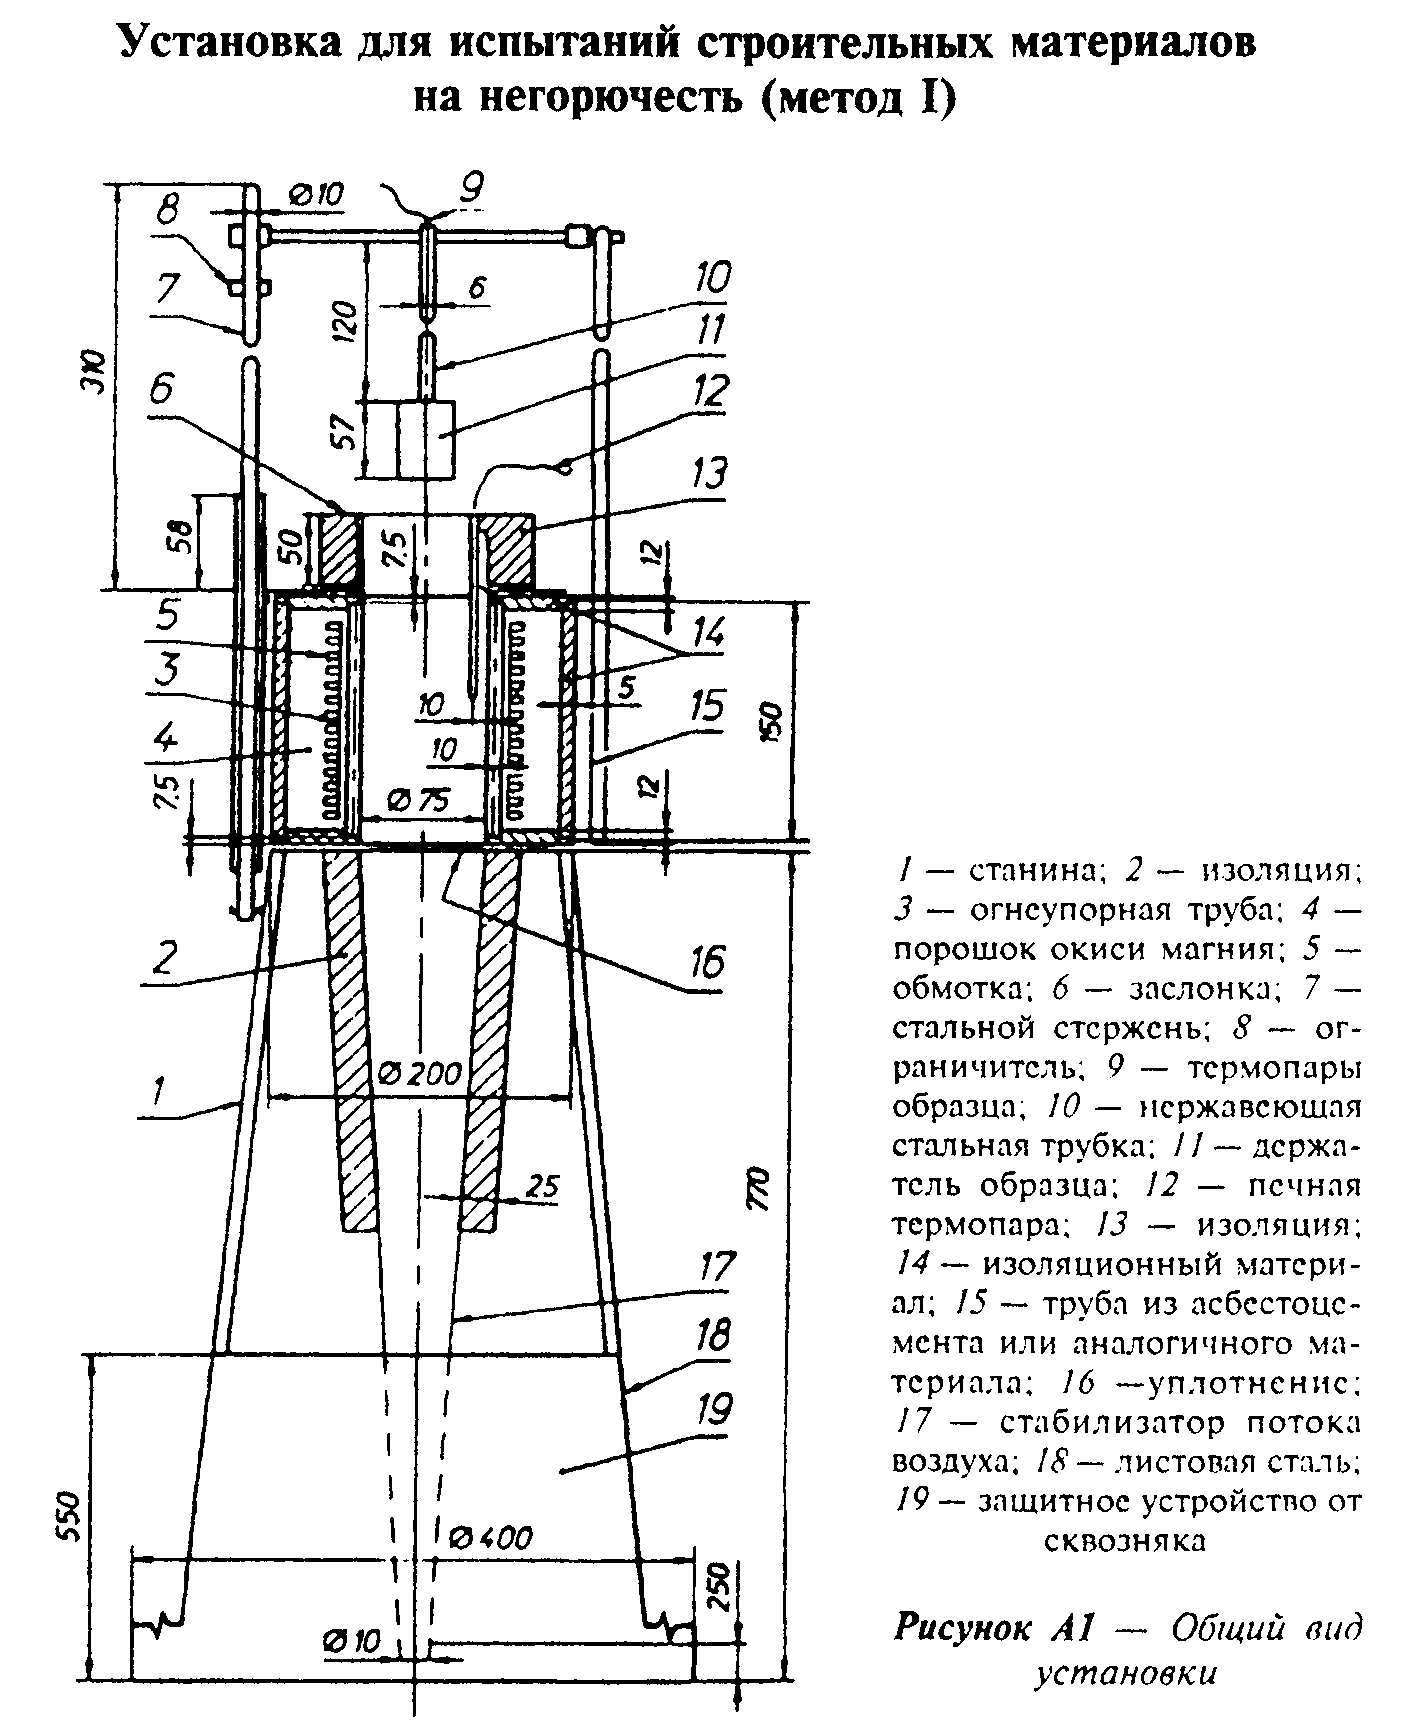 Установка для испытаний строительных материалов
на негорючесть (метод I)
Ø10
9
8
7
6
10
120
11
310
6
12
57
13
58
50
7.5
12
5
14
3
5
10
15
150
4
10
7.5
Ø75
12
2
16
Ø200
1
25
770
17
18
19
550
Ø400
250
Ø10
1 — станина; 2 — изоляция;
3 — огнеупорная труба; 4 —
порошок окиси магния; 5 —
обмотка; 6 — заслонка; 7 —
стальной стержень; 8 — ог-
раничитель; 9 — термопары
образца; 10 — нержавеющая
стальная трубка; 11 — держа-
тель образца; 12 — печная
термопара; 13 — изоляция;
14 — изоляционный матери-
ал; 15 — труба из асбестоце-
мента или аналогичного ма-
териала; 16 —уплотнение;
17 — стабилизатор потока
воздуха; 18 — листовая сталь;
19 — защитное устройство от
сквозняка
Рисунок А1 — Общий вид
установки